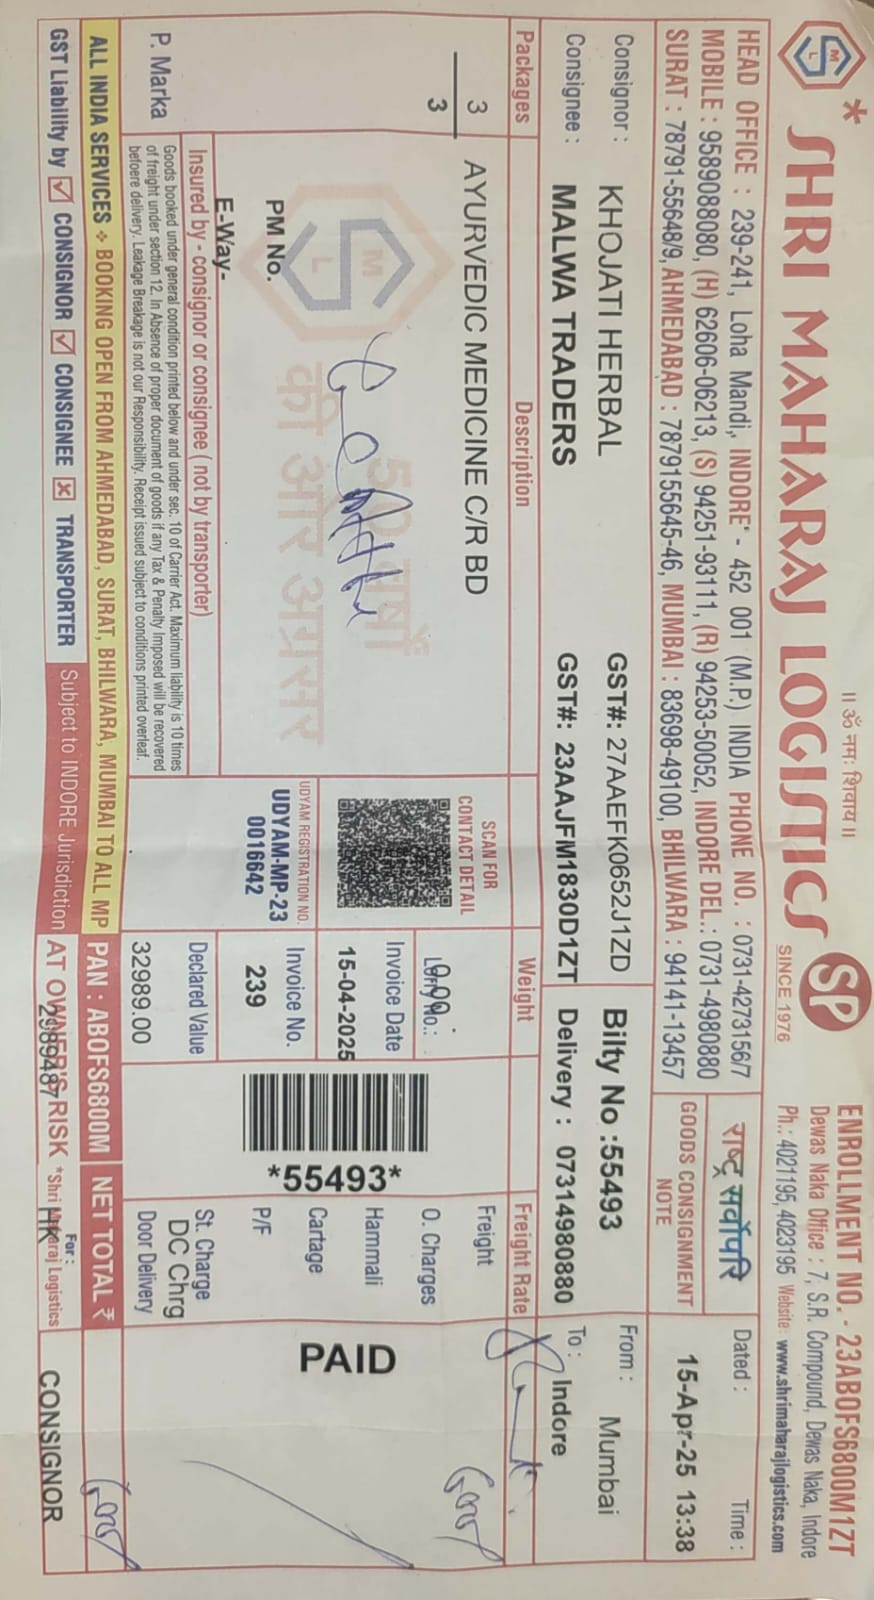 ॥ ॐ नमः शिवाय ॥
SHRI MAHARAJ LOGISTICS
SINCE 1976
SP
ENROLLMENT NO. - 23ABOFS6800M1ZT
Dewas Naka Office : 7, S.R. Compound, Dewas Naka, Indore
Ph.: 4021195, 4023195 Website: www.shrimaharajlogistics.com
HEAD OFFICE : 239-241, Loha Mandi, INDORE - 452 001 (M.P.) INDIA PHONE NO. : 0731-4273156/7
MOBILE : 9589088080, (H) 62606-06213, (S) 94251-93111, (R) 94253-50052, INDORE DEL.: 0731-4980880
SURAT : 78791-55648/9, AHMEDABAD : 7879155645-46, MUMBAI : 83698-49100, BHILWARA : 94141-13457
राष्ट्र सर्वोपरि
GOODS CONSIGNMENT NOTE
Dated : Time :
15-Apr-25 13:38
Consignor : KHOJATI HERBAL GST#: 27AAEFK0652J1ZD Bilty No :55493 From : Mumbai
Consignee : MALWA TRADERS GST#: 23AAJFM1830D1ZT Delivery : 07314980880 To : Indore
Packages Description Weight Freight Rate
3 AYURVEDIC MEDICINE C/R BD
3
50 वर्षों
की ओर अग्रसर
PM No.
E-Way-
SCAN FOR CONTACT DETAIL
UDYAM REGISTRATION NO.
UDYAM-MP-23
0016642
0.00
Invoice Date
15-04-2025
Invoice No.
239
Declared Value
32989.00
*55493*
Freight
O. Charges
Hammali
Cartage
P/F
St. Charge
DC Chrg
Door Delivery
PAID
Insured by - consignor or consignee ( not by transporter)
P. Marka
Goods booked under general condition printed below and under sec. 10 of Carrier Act. Maximum liability is 10 times
of freight under section 12. In Absence of proper document of goods if any Tax & Penalty Imposed will be recovered
befoere delivery. Leakage Breakage is not our Responsibility. Receipt issued subject to conditions printed overleaf.
ALL INDIA SERVICES ❖ BOOKING OPEN FROM AHMEDABAD, SURAT, BHILWARA, MUMBAI TO ALL MP PAN : ABOFS6800M NET TOTAL ₹
GST Liability by ☑ CONSIGNOR ☑ CONSIGNEE ☒ TRANSPORTER Subject to INDORE Jurisdiction AT OWNER'S RISK
2989487
For :
*Shri Maharaj Logistics
HK
CONSIGNOR